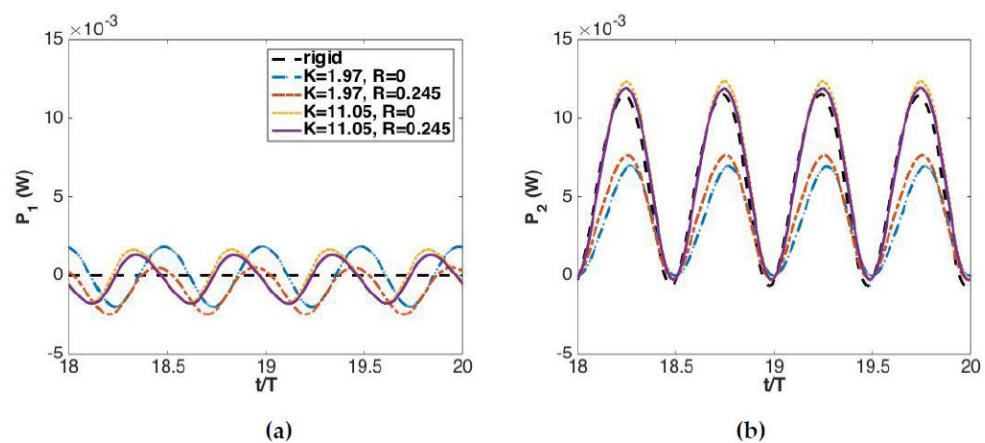 ×10⁻³
15
10
5
0
-5
P₁ (W)
rigid
K=1.97, R=0
K=1.97, R=0.245
K=11.05, R=0
K=11.05, R=0.245
18 18.5 19 19.5 20
t/T
(a)
×10⁻³
15
10
5
0
-5
P₂ (W)
18 18.5 19 19.5 20
t/T
(b)